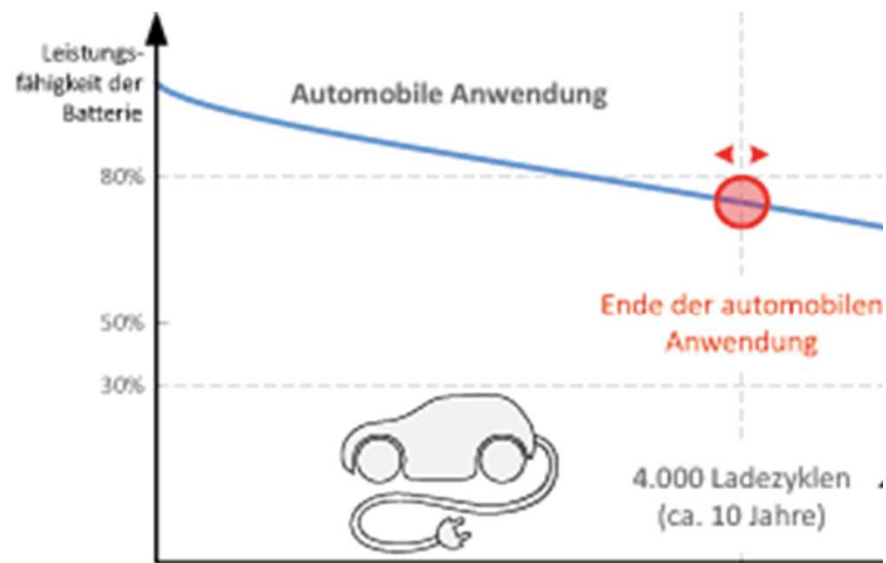 Leistungs-
fähigkeit der
Batterie
Automobile Anwendung
80%
Ende der automobilen
Anwendung
50%
30%
4.000 Ladezyklen
(ca. 10 Jahre)